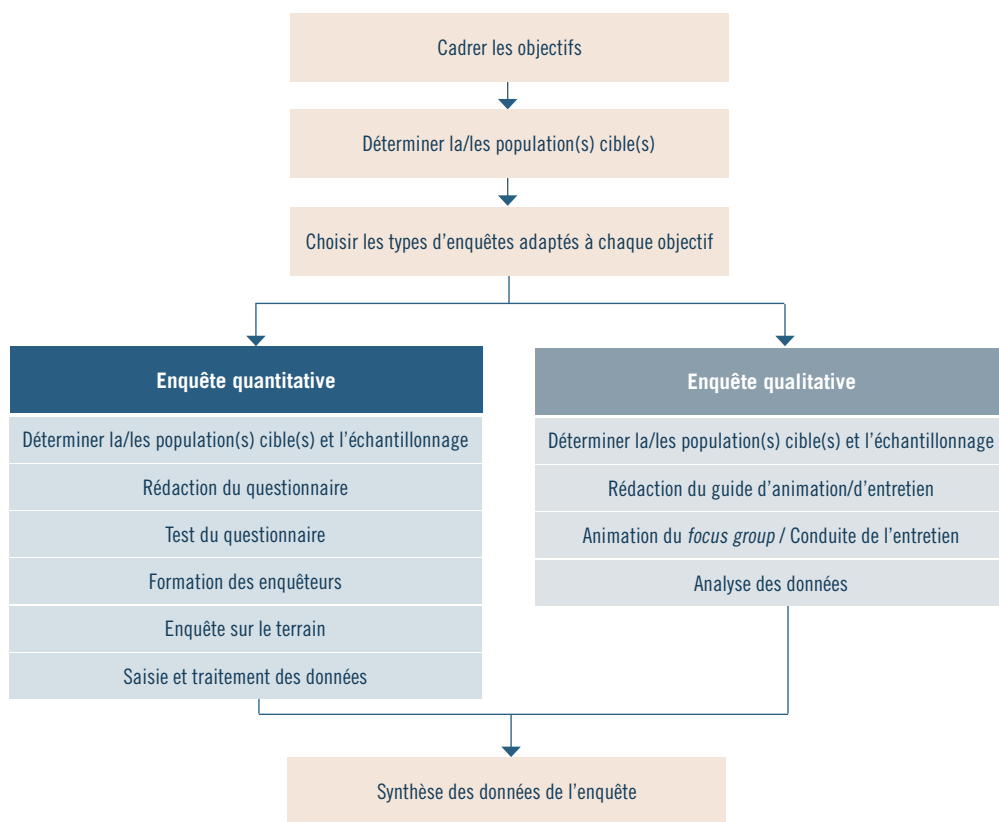 Cadrer les objectifs
Déterminer la/les population(s) cible(s)
Choisir les types d’enquêtes adaptés à chaque objectif
Enquête quantitative
Déterminer la/les population(s) cible(s) et l’échantillonnage
Rédaction du questionnaire
Test du questionnaire
Formation des enquêteurs
Enquête sur le terrain
Saisie et traitement des données
Enquête qualitative
Déterminer la/les population(s) cible(s) et l’échantillonnage
Rédaction du guide d’animation/d’entretien
Animation du focus group / Conduite de l’entretien
Analyse des données
Synthèse des données de l’enquête